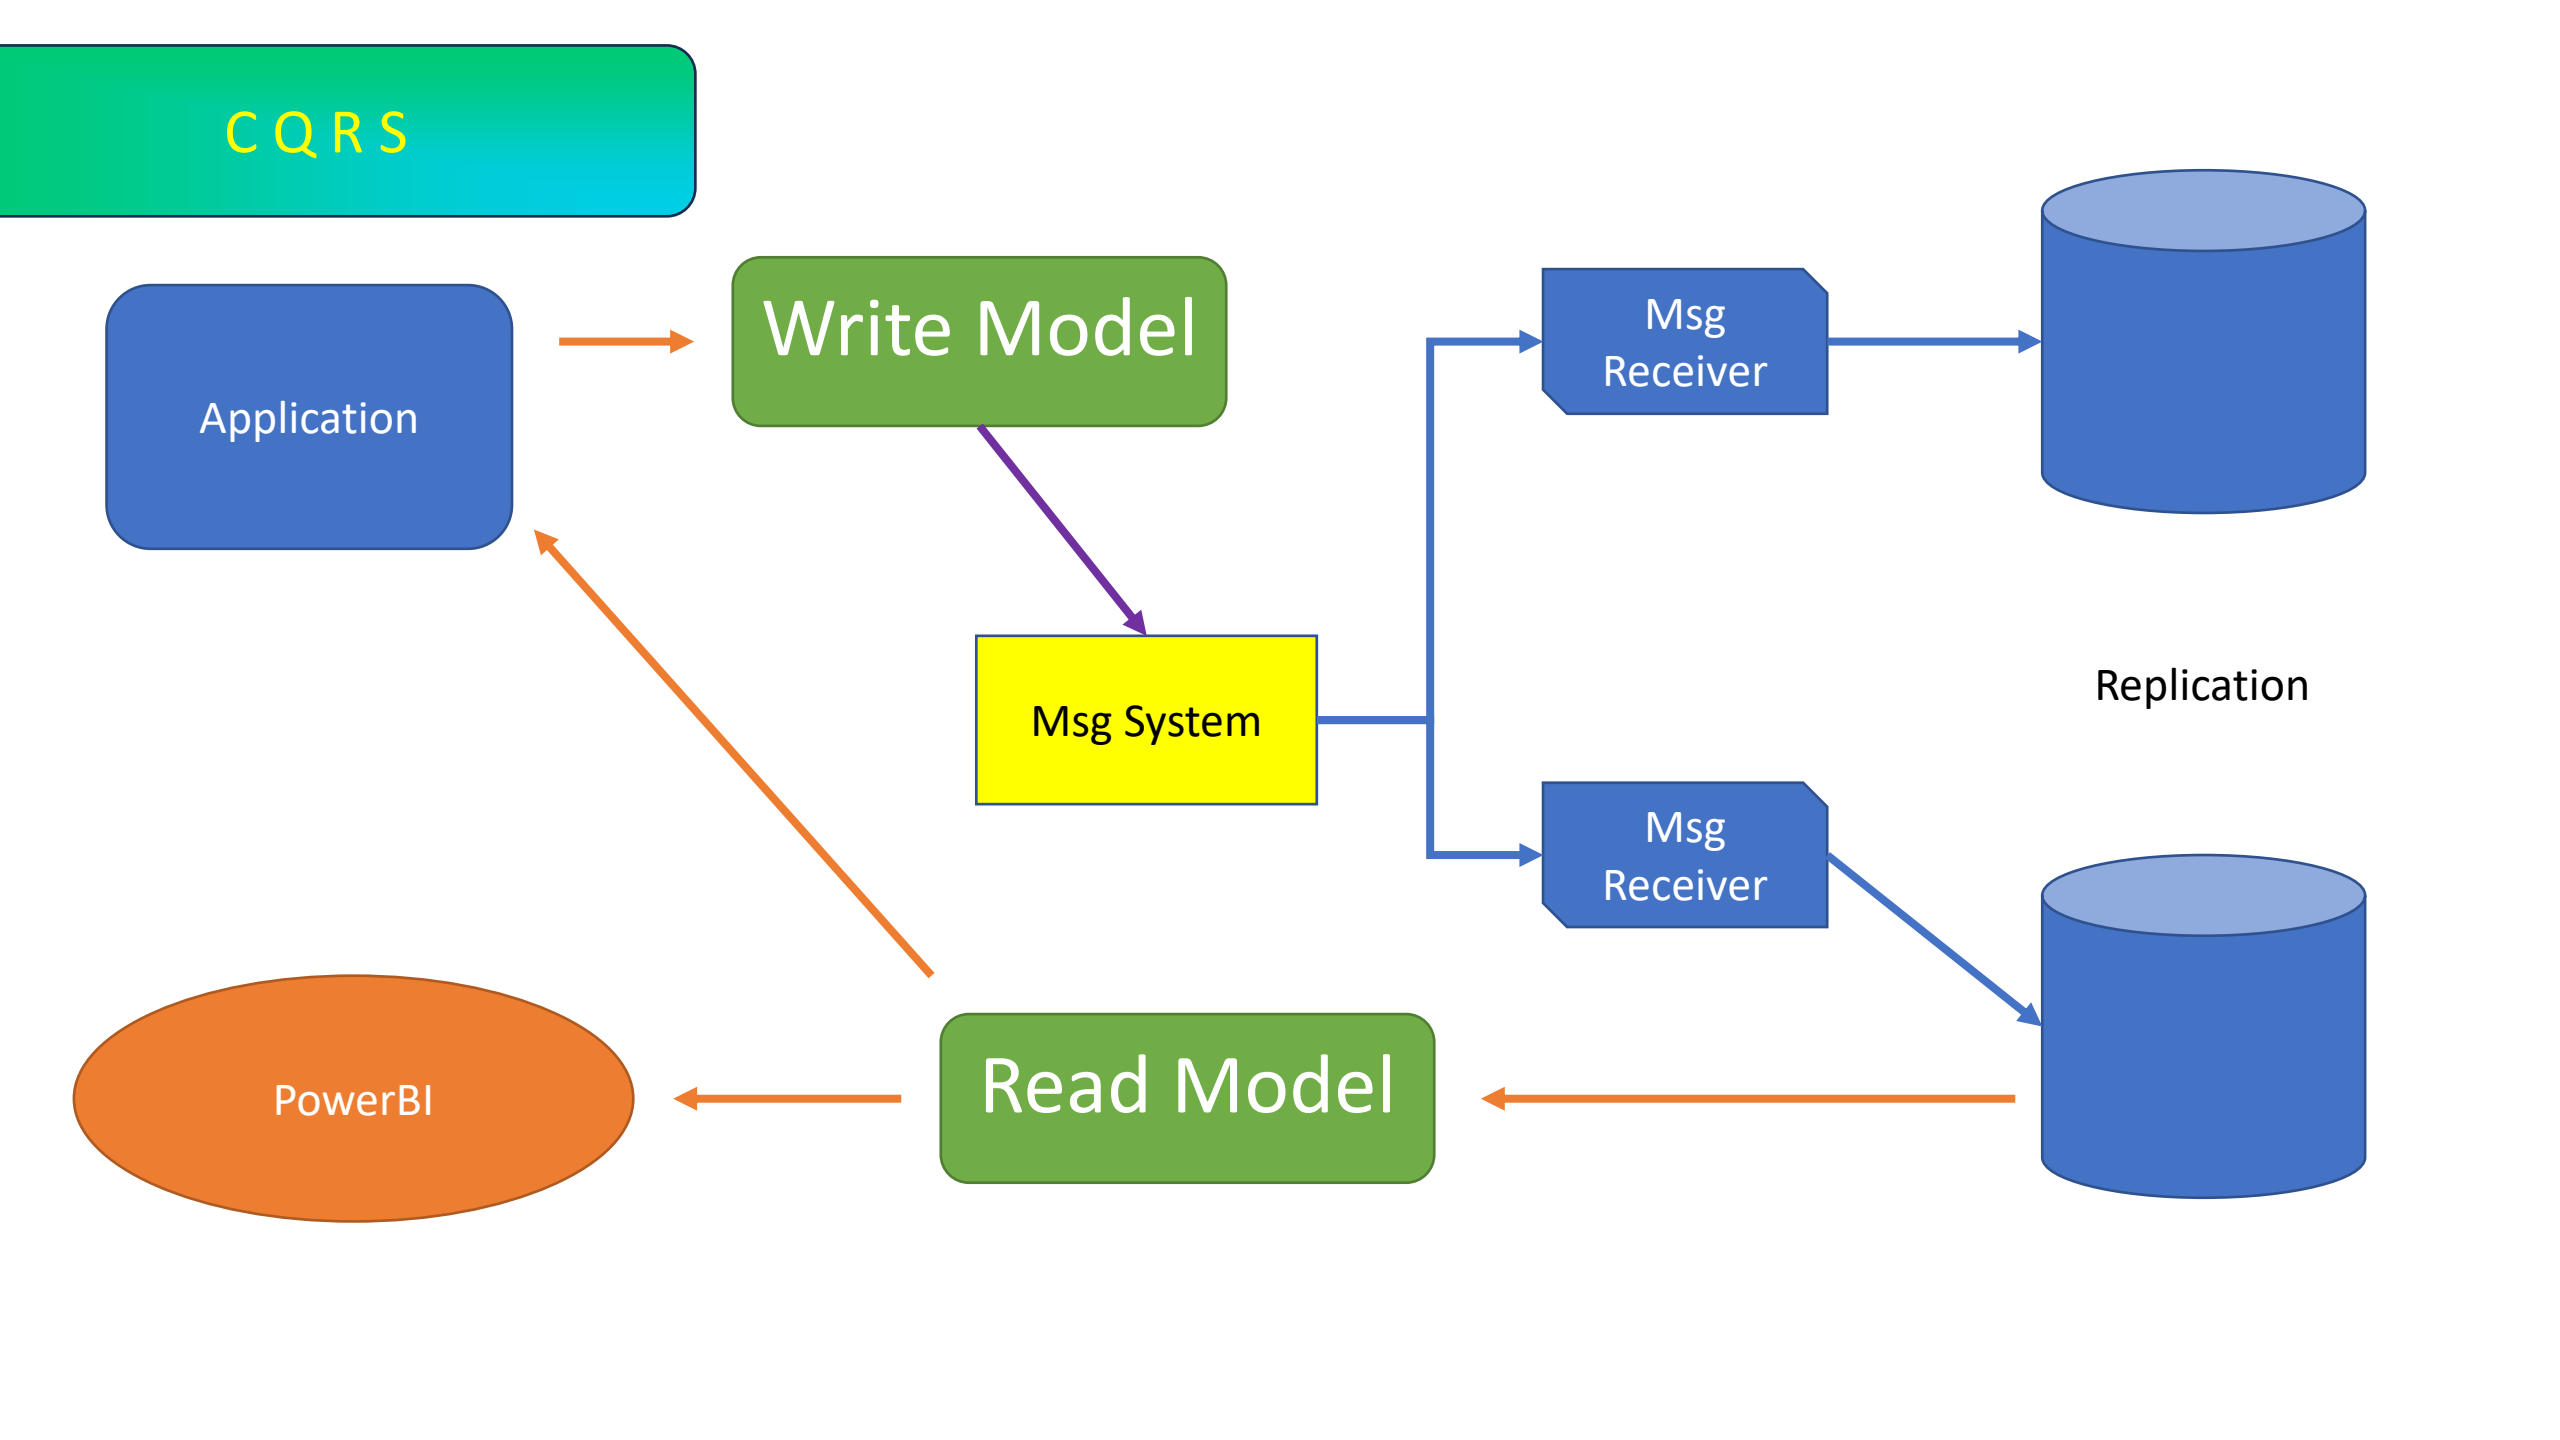 C Q R S
Write Model
Application
Msg
Receiver
Msg System
Replication
Msg
Receiver
Read Model
PowerBI